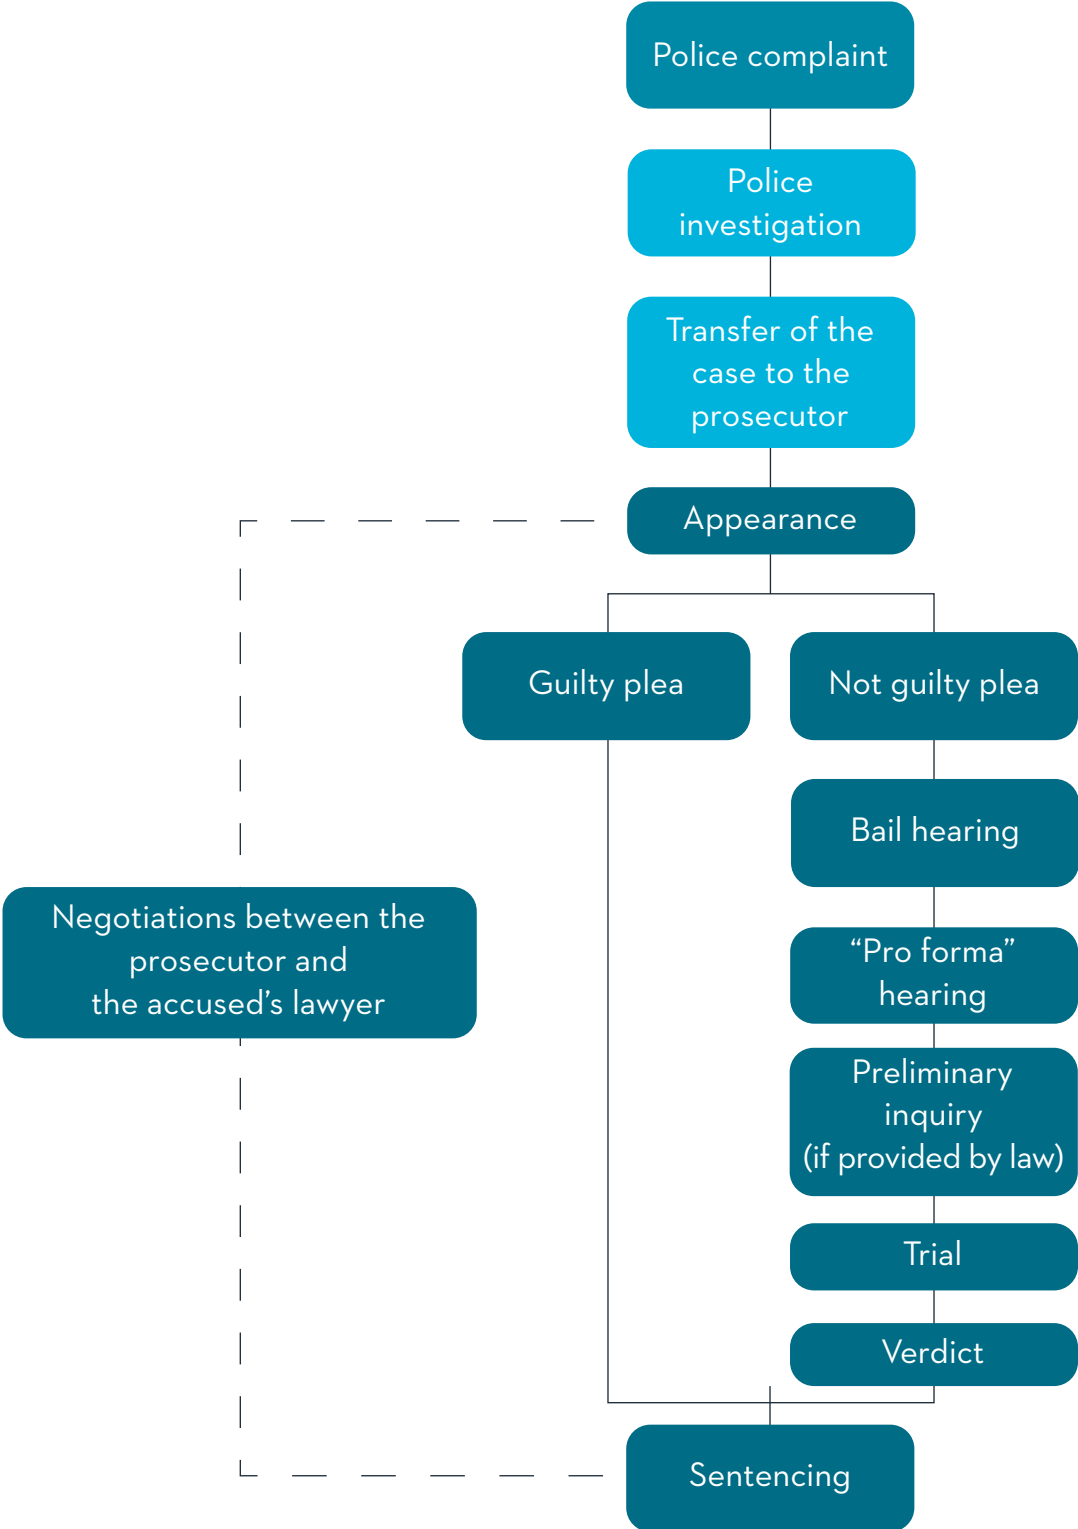 Police complaint
Police
investigation
Transfer of the
case to the
prosecutor
Appearance
Guilty plea
Not guilty plea
Bail hearing
Negotiations between the
prosecutor and
the accused’s lawyer
“Pro forma”
hearing
Preliminary
inquiry
(if provided by law)
Trial
Verdict
Sentencing